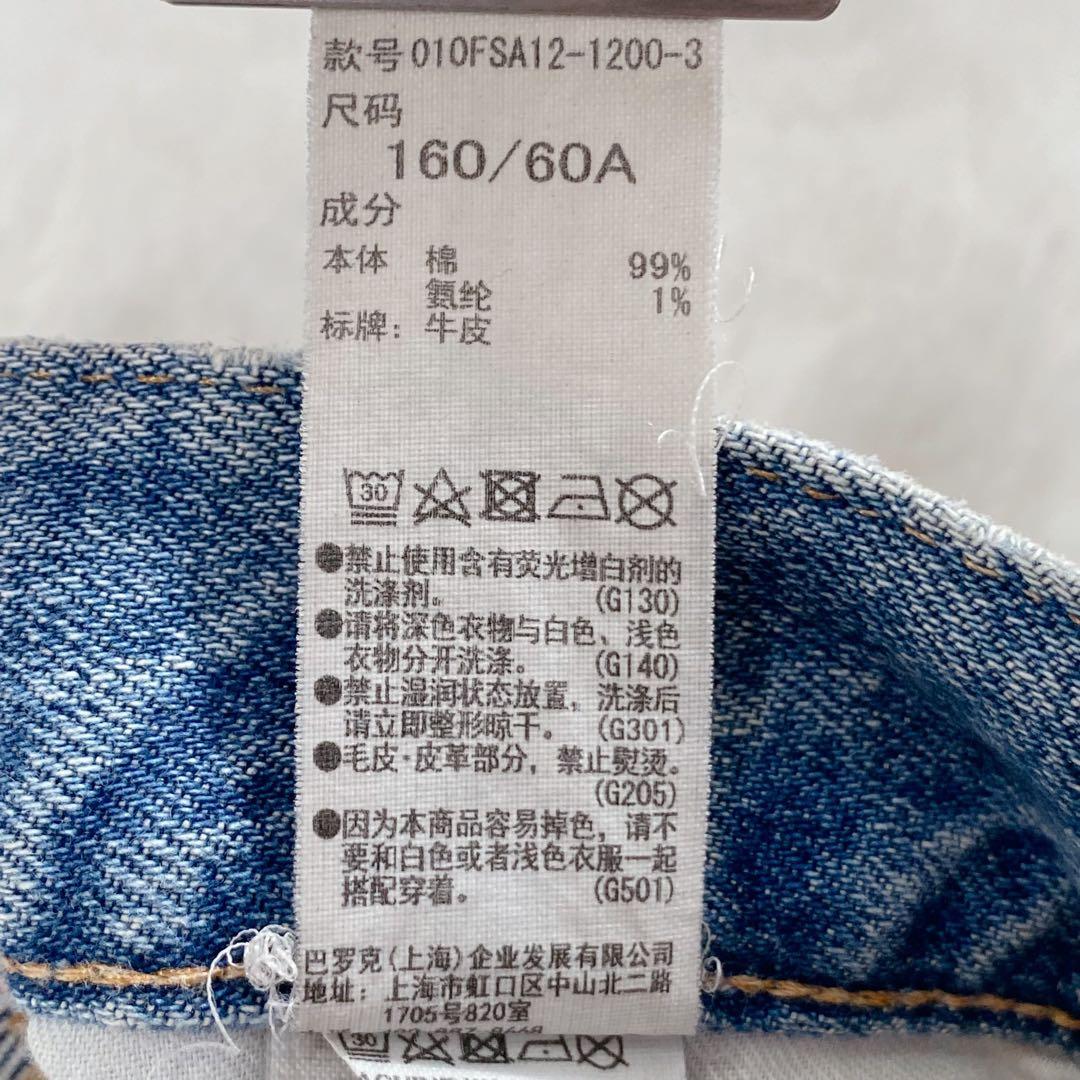 款号 010FSA12-1200-3
尺码
160/60A
成分
本体 棉 99%
氨纶 1%
标牌: 牛皮
30
●禁止使用含有荧光增白剂的
洗涤剂。 (G130)
●请将深色衣物与白色、浅色
衣物分开洗涤。 (G140)
●禁止湿润状态放置，洗涤后
请立即整形晾干。 (G301)
●毛皮·皮革部分，禁止熨烫。
(G205)
●因为本商品容易掉色，请不
要和白色或者浅色衣服一起
搭配穿着。 (G501)
巴罗克(上海)企业发展有限公司
地址: 上海市虹口区中山北二路
1705号820室
30